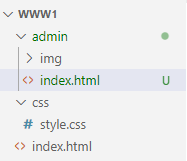 WWW1
admin
img
<> index.html U
css
# style.css
<> index.html